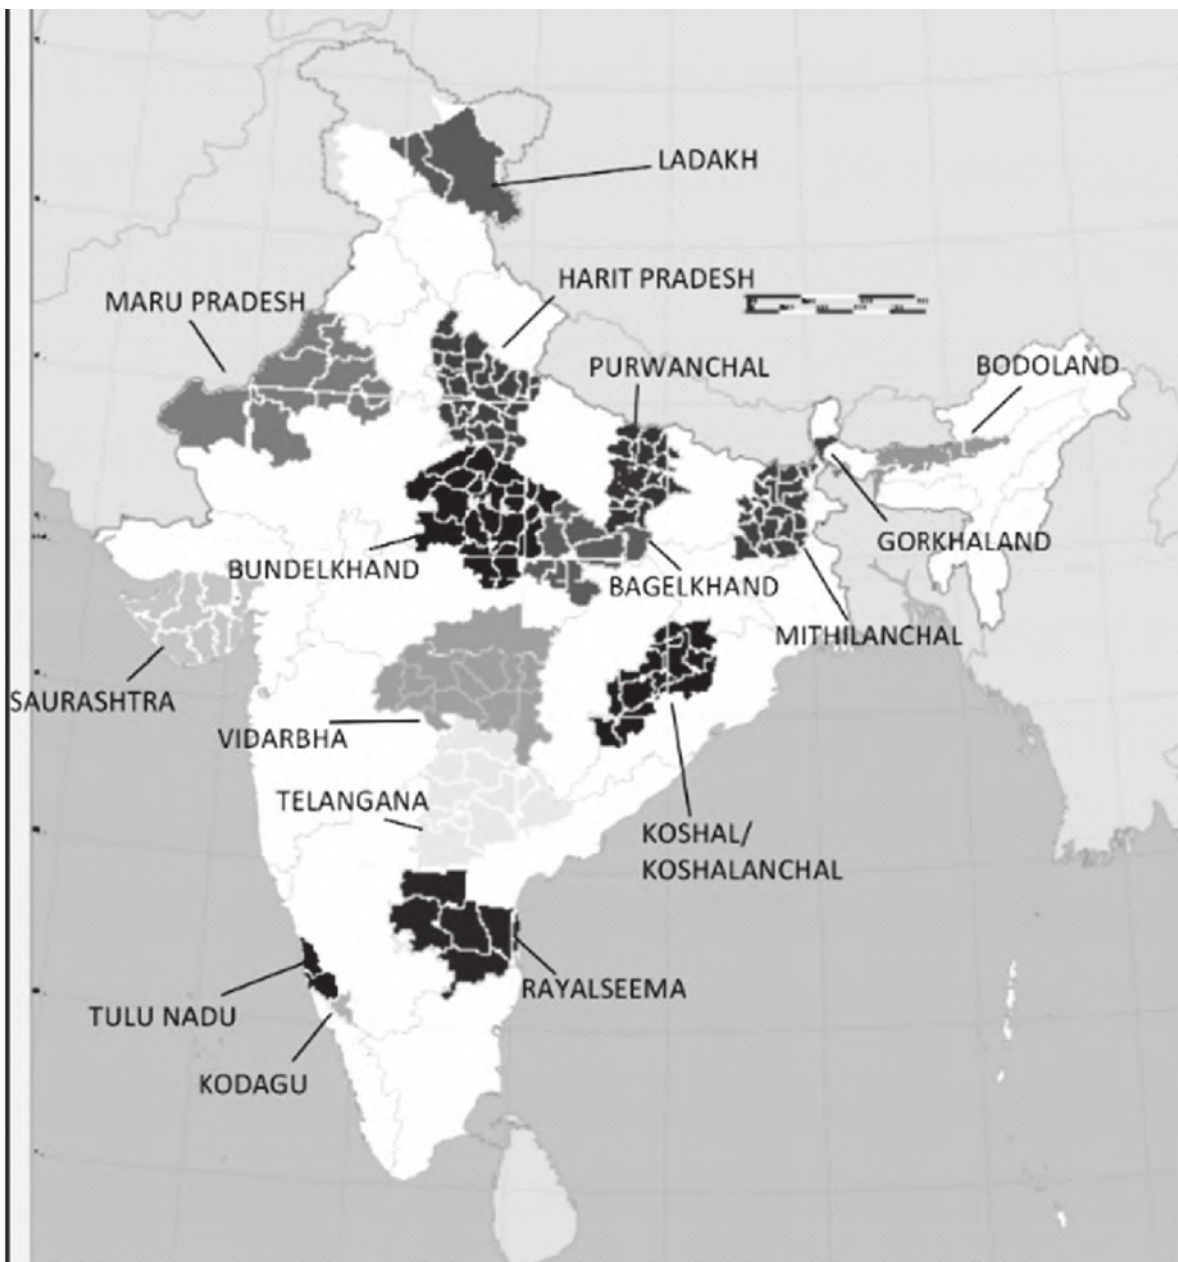 LADAKH
HARIT PRADESH
MARU PRADESH
PURWANCHAL
BODOLAND
GORKHALAND
BUNDELKHAND
BAGELKHAND
MITHILANCHAL
SAURASHTRA
VIDARBHA
TELANGANA
KOSHAL/
KOSHALANCHAL
RAYALSEEMA
TULU NADU
KODAGU